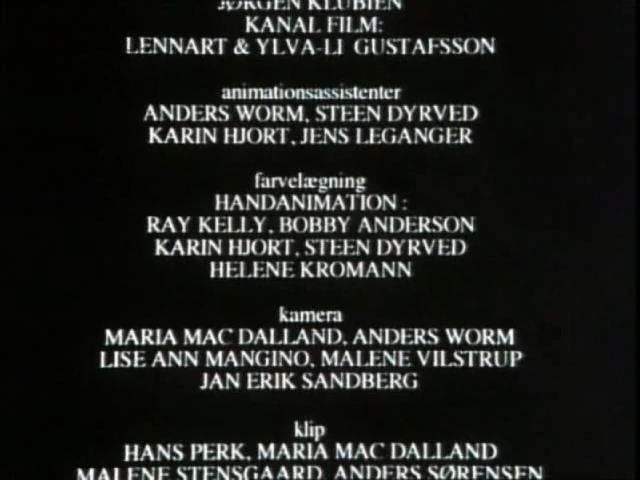 JØRGEN KLUBIEN
KANAL FILM:
LENNART & YLVA-LI GUSTAFSSON
animationsassistenter
ANDERS WORM, STEEN DYRVED
KARIN HJORT, JENS LEGANGER
farvelægning
HANDANIMATION :
RAY KELLY, BOBBY ANDERSON
KARIN HJORT, STEEN DYRVED
HELENE KROMANN
kamera
MARIA MAC DALLAND, ANDERS WORM
LISE ANN MANGINO, MALENE VILSTRUP
JAN ERIK SANDBERG
klip
HANS PERK, MARIA MAC DALLAND
MALENE STENSGAARD, ANDERS SØRENSEN